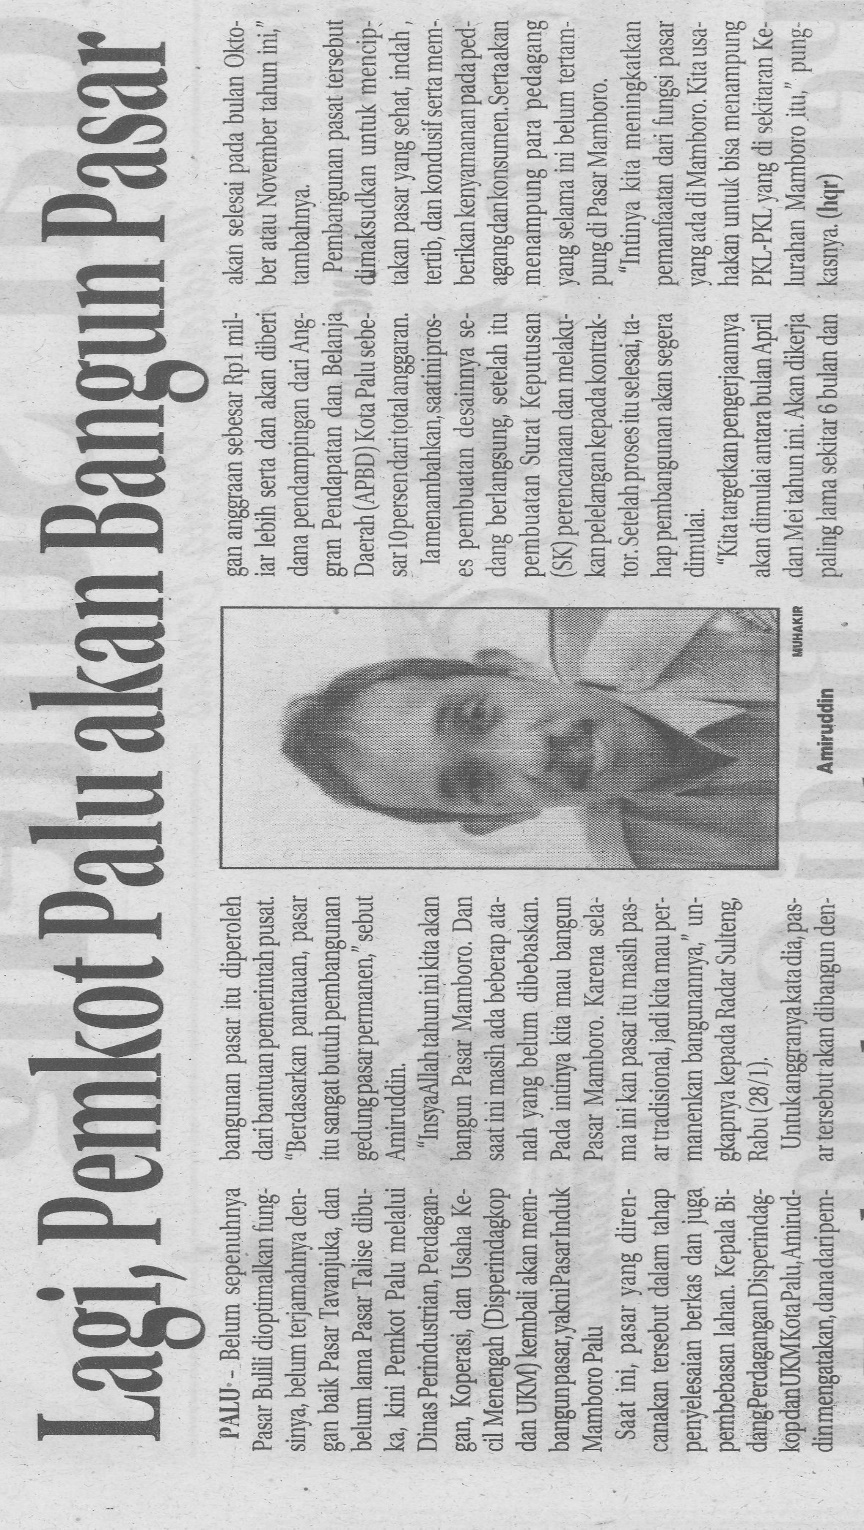 Lagi, Pemkot Palu akan Bangun Pasar
PALU – Belum sepenuhnya
Pasar Bulili dioptimalkan fung-
sinya, belum terjamahnya den-
gan baik Pasar Tavanjuka, dan
belum lama Pasar Talise dibu-
ka, kini Pemkot Palu melalui
Dinas Perindustrian, Perdagan-
gan, Koperasi, dan Usaha Ke-
cil Menengah (Disperindagkop
dan UKM) kembali akan mem-
bangun pasar, yakni Pasar Induk
Mamboro Palu
Saat ini, pasar yang diren-
canakan tersebut dalam tahap
penyelesaian berkas dan juga
pembebasan lahan. Kepala Bi-
dang Perdagangan Disperindag-
kop dan UKM Kota Palu, Amirud-
din mengatakan, dana dari pem-
bangunan pasar itu diperoleh
dari bantuan pemerintah pusat.
“Berdasarkan pantauan, pasar
itu sangat butuh pembangunan
gedung pasar permanen,” sebut
Amiruddin.
“Insya Allah tahun ini kita akan
bangun Pasar Mamboro. Dan
saat ini masih ada beberap ata-
nah yang belum dibebaskan.
Pada intinya kita mau bangun
Pasar Mamboro. Karena sela-
ma ini kan pasar itu masih pas-
ar tradisional, jadi kita mau per-
manenkan bangunannya,” un-
gkapnya kepada Radar Sulteng,
Rabu (28/1).
Untuk anggranya kata dia, pas-
ar tersebut akan dibangun den-
MUHAKIR
Amiruddin
gan anggraan sebesar Rp1 mil-
iar lebih serta dan akan diberi
dana pendampingan dari Ang-
gran Pendapatan dan Belanja
Daerah (APBD) Kota Palu sebe-
sar 10 persen dari total anggaran.
Ia menambahkan, saat ini pros-
es pembuatan desainnya se-
dang berlangsung, setelah itu
pembuatan Surat Keputusan
(SK) perencanaan dan melaku-
kan pelelangan kepada kontrak-
tor. Setelah proses itu selesai, ta-
hap pembangunan akan segera
dimulai.
“Kita targetkan pengerjaannya
akan dimulai antara bulan April
dan Mei tahun ini. Akan dikerja
paling lama sekitar 6 bulan dan
akan selesai pada bulan Okto-
ber atau November tahun ini,”
tambahnya.
Pembangunan pasat tersebut
dimaksudkan untuk mencip-
takan pasar yang sehat, indah ,
tertib, dan kondusif serta mem-
berikan kenyamanan pada ped-
agang dan konsumen. Serta akan
menampung para pedagang
yang selama ini belum tertam-
pung di Pasar Mamboro.
“Intinya kita meningkatkan
pemanfaatan dari fungsi pasar
yang ada di Mamboro. Kita usa-
hakan untuk bisa menampung
PKL-PKL yang di sekitaran Ke-
lurahan Mamboro itu,” pung-
kasnya. (hqr)